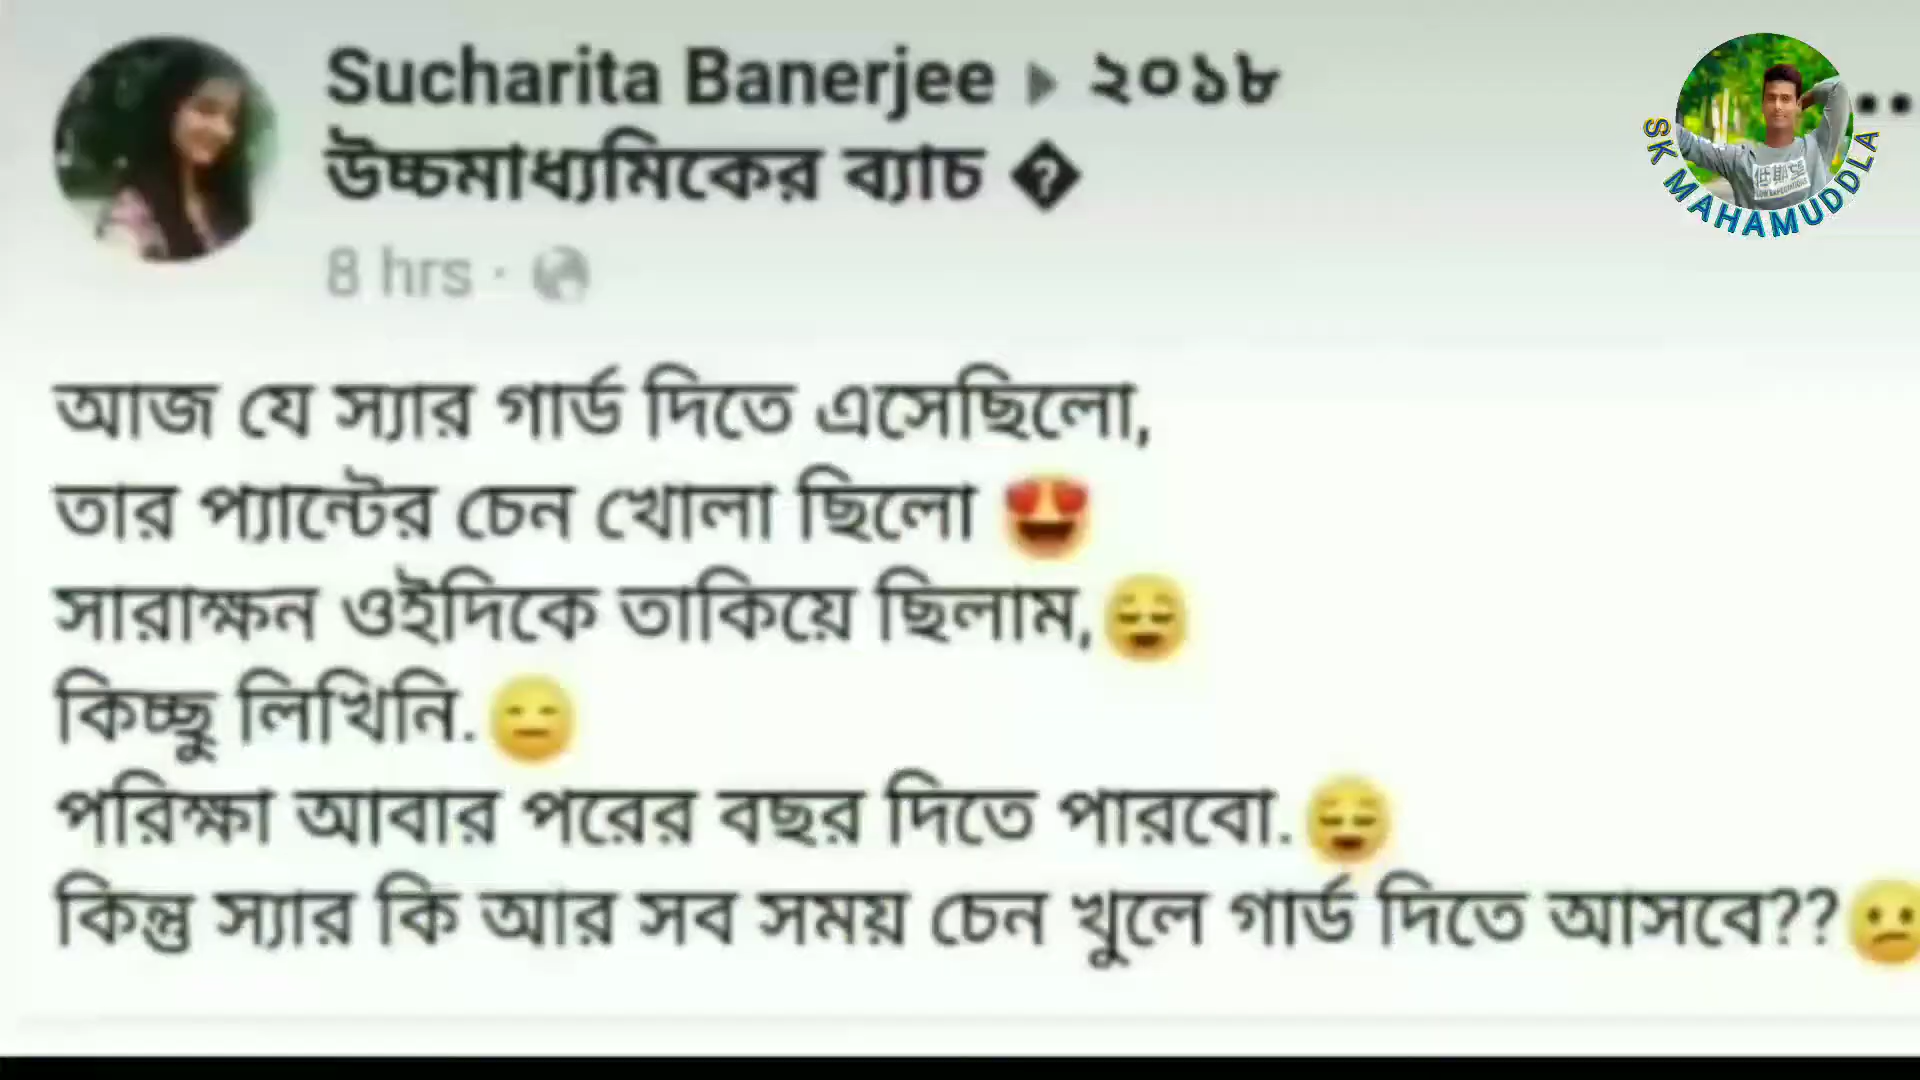 Sucharita Banerjee ▸ ২০১৮
উচ্চমাধ্যমিকের ব্যাচ �
8 hrs ·
আজ যে স্যার গার্ড দিতে এসেছিলো,
তার প্যান্টের চেন খোলা ছিলো 😍
সারাক্ষন ওইদিকে তাকিয়ে ছিলাম,😩
কিচ্ছু লিখিনি.😑
পরিক্ষা আবার পরের বছর দিতে পারবো.😩
কিন্তু স্যার কি আর সব সময় চেন খুলে গার্ড দিতে আসবে??😕
SK MAHAMUDDLA